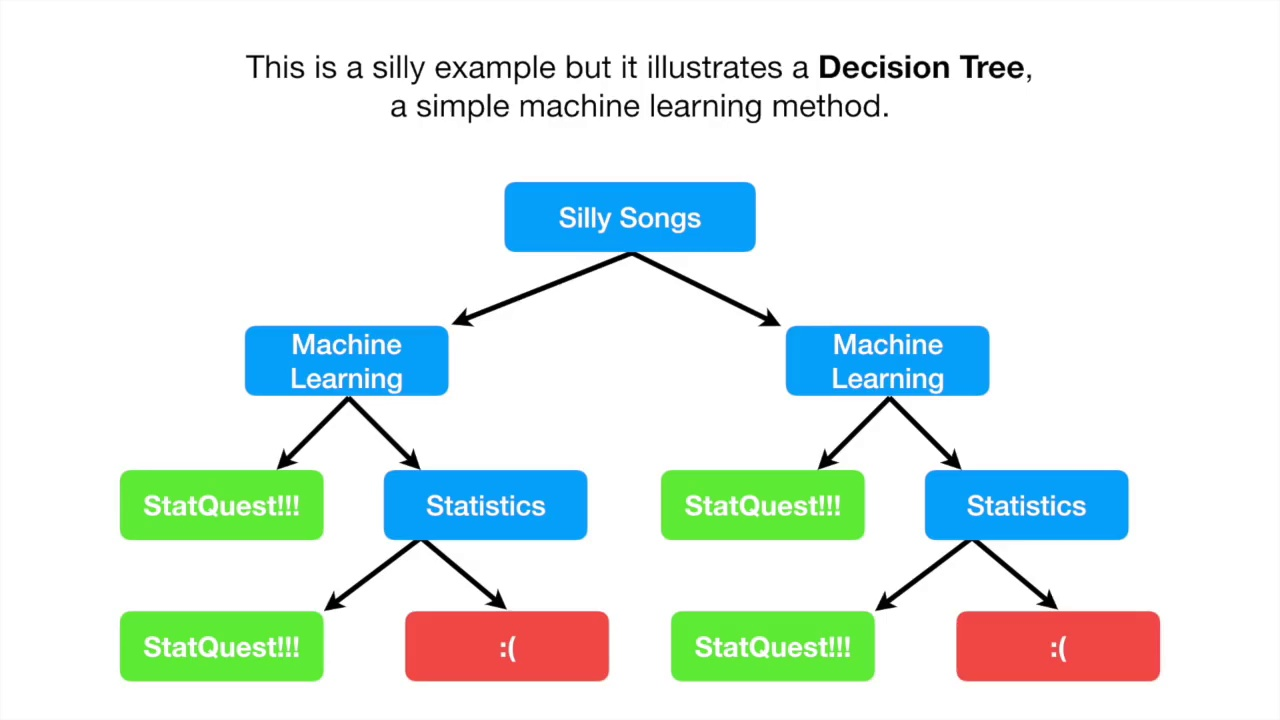 This is a silly example but it illustrates a Decision Tree,
a simple machine learning method.
Silly Songs
Machine
Learning
Machine
Learning
StatQuest!!!
Statistics
StatQuest!!!
Statistics
StatQuest!!!
:(
StatQuest!!!
:(